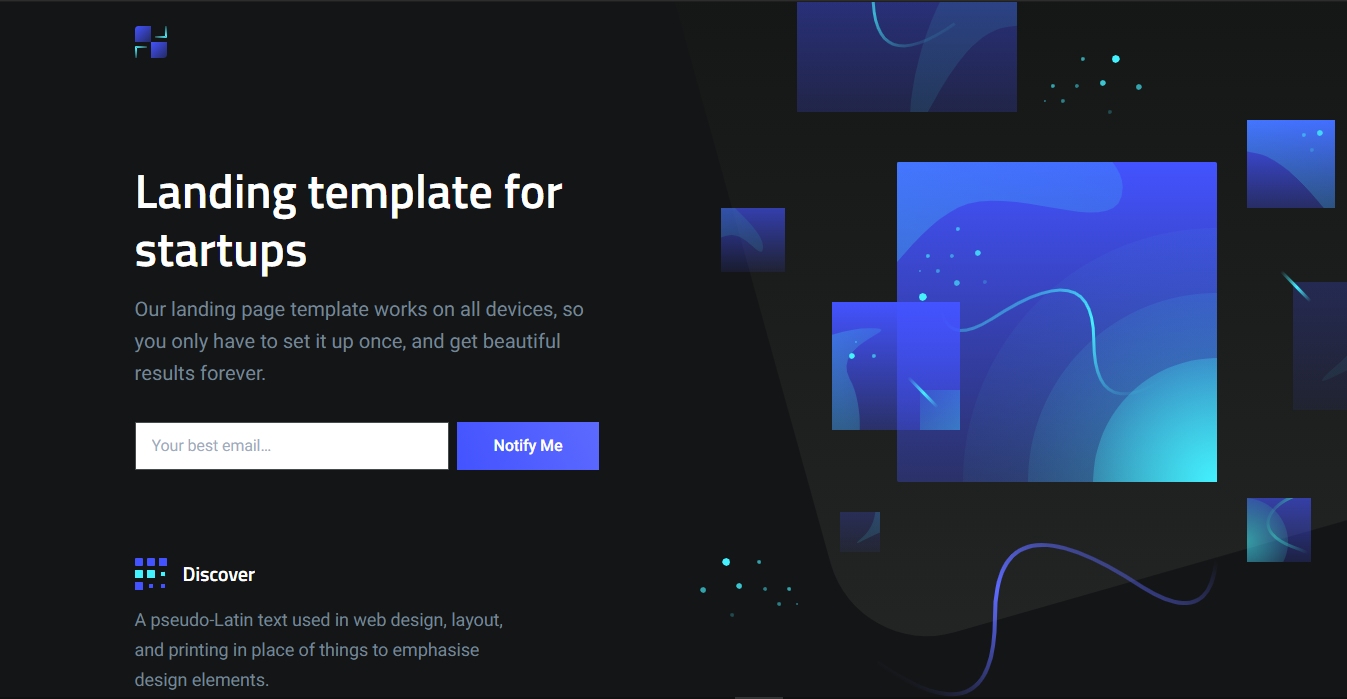 Landing template for
startups
Our landing page template works on all devices, so
you only have to set it up once, and get beautiful
results forever.
Your best email...
Notify Me
Discover
A pseudo-Latin text used in web design, layout,
and printing in place of things to emphasise
design elements.